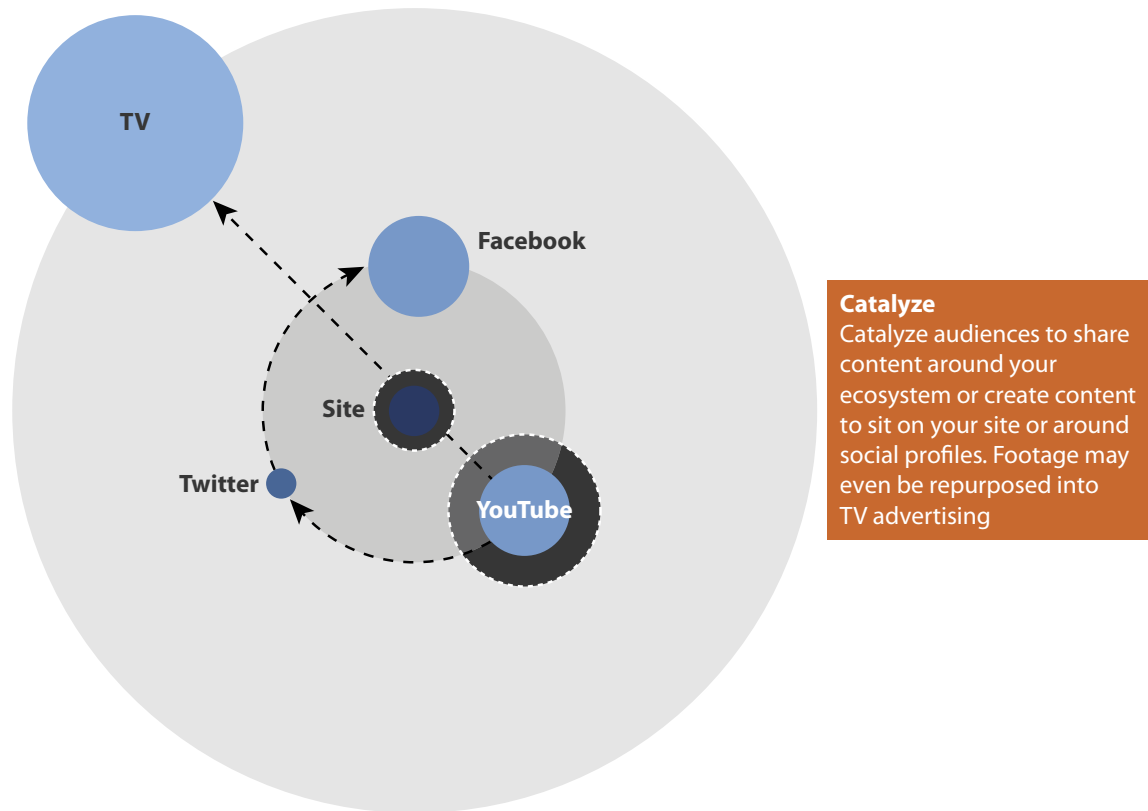 TV
Facebook
Site
Twitter
YouTube
Catalyze
Catalyze audiences to share
content around your
ecosystem or create content
to sit on your site or around
social profiles. Footage may
even be repurposed into
TV advertising